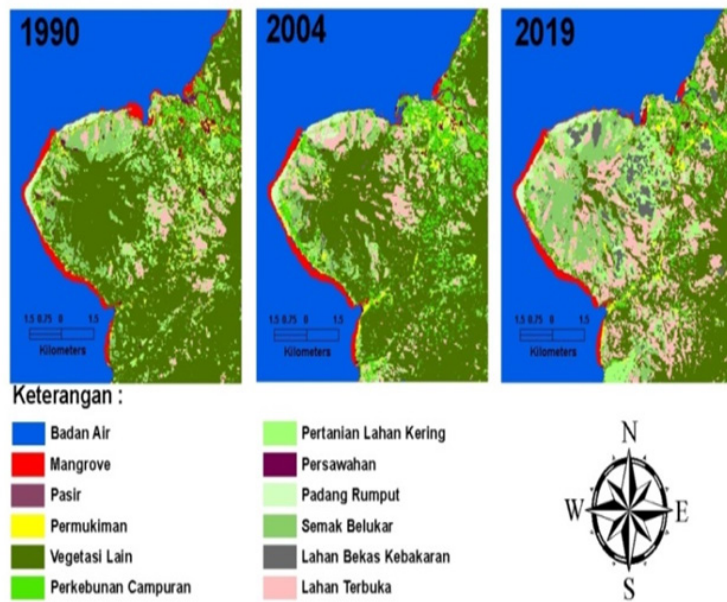 1990
2004
2019
1.5 0.75 0 1.5
Kilometers
1.5 0.75 0 1.5
Kilometers
1.5 0.75 0 1.5
Kilometers
Keterangan :
Badan Air
Mangrove
Pasir
Permukiman
Vegetasi Lain
Perkebunan Campuran
Pertanian Lahan Kering
Persawahan
Padang Rumput
Semak Belukar
Lahan Bekas Kebakaran
Lahan Terbuka
N
W E
S